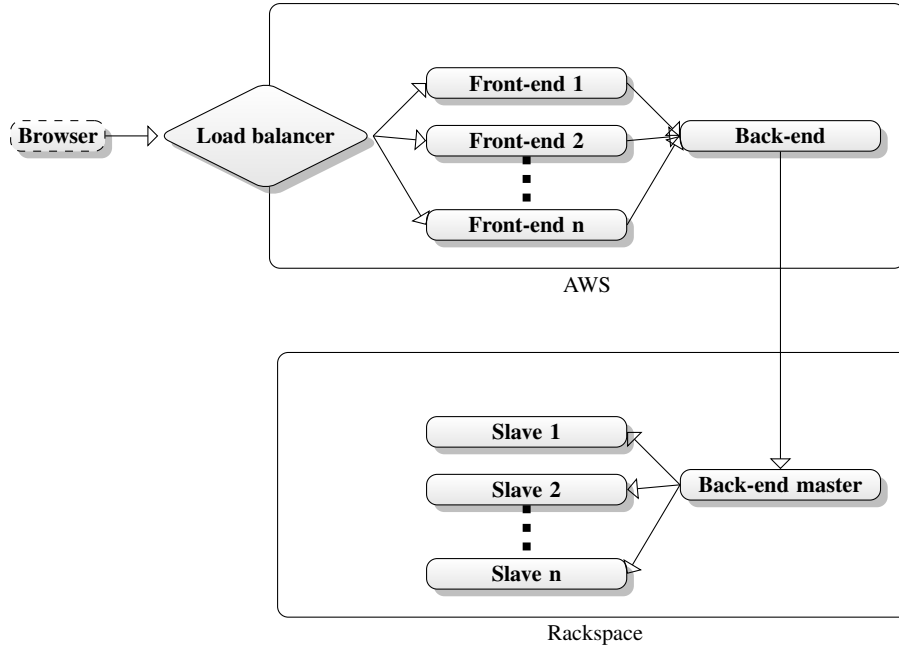 Front-end 1
Browser
Load balancer
Front-end 2
Back-end
Front-end n
AWS
Slave 1
Slave 2
Back-end master
Slave n
Rackspace